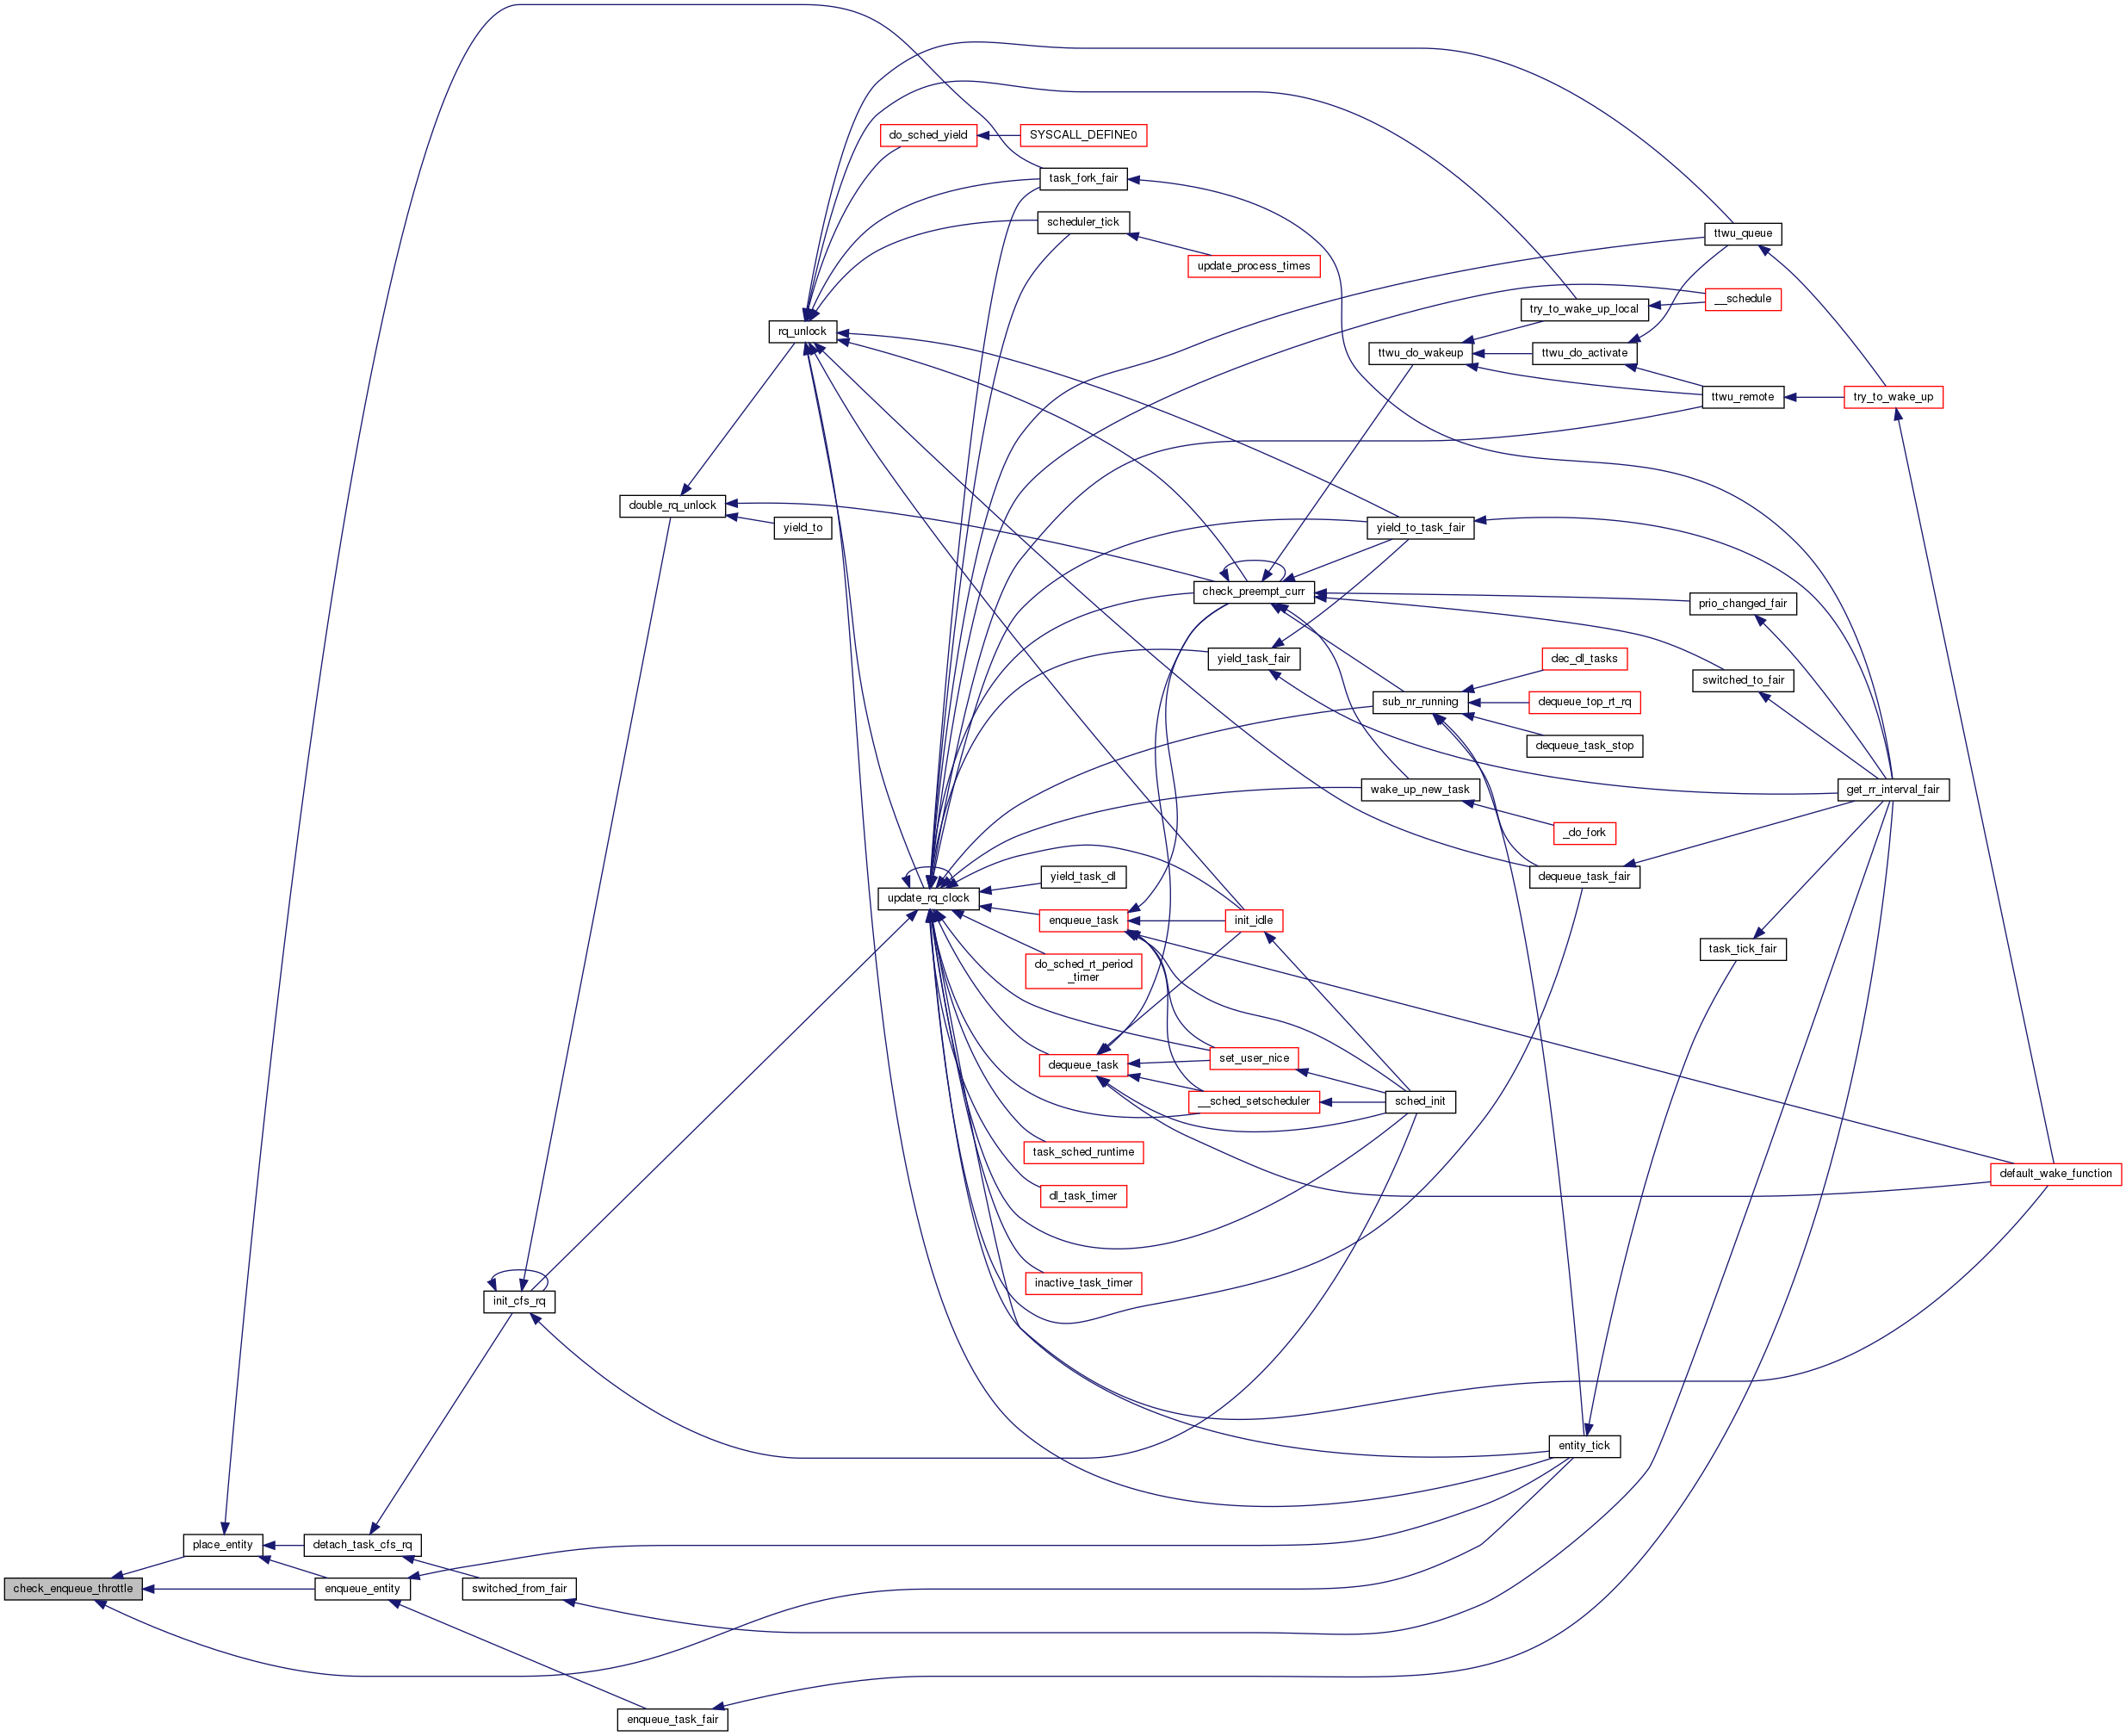 do_sched_yield
SYSCALL_DEFINE0
task_fork_fair
scheduler_tick
ttwu_queue
update_process_times
__schedule
try_to_wake_up_local
rq_unlock
ttwu_do_wakeup
ttwu_do_activate
ttwu_remote
try_to_wake_up
double_rq_unlock
yield_to
yield_to_task_fair
check_preempt_curr
prio_changed_fair
yield_task_fair
dec_dl_tasks
switched_to_fair
sub_nr_running
dequeue_top_rt_rq
dequeue_task_stop
wake_up_new_task
get_rr_interval_fair
_do_fork
yield_task_dl
dequeue_task_fair
update_rq_clock
enqueue_task
init_idle
task_tick_fair
do_sched_rt_period
_timer
set_user_nice
dequeue_task
__sched_setscheduler
sched_init
task_sched_runtime
default_wake_function
dl_task_timer
inactive_task_timer
init_cfs_rq
entity_tick
place_entity
detach_task_cfs_rq
check_enqueue_throttle
enqueue_entity
switched_from_fair
enqueue_task_fair